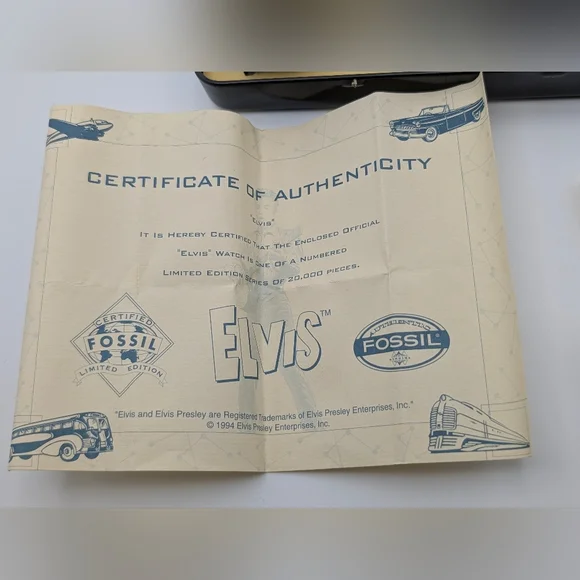 CERTIFICATE OF AUTHENTICITY
"ELVIS"
IT IS HEREBY CERTIFIED THAT THE ENCLOSED OFFICIAL
"ELVIS" WATCH IS ONE OF A NUMBERED
LIMITED EDITION SERIES OF 20,000 PIECES.
CERTIFIED
FOSSIL
LIMITED EDITION
ELVIS™
AUTHENTIC
FOSSIL®
"Elvis and Elvis Presley are Registered Trademarks of Elvis Presley Enterprises, Inc."
© 1994 Elvis Presley Enterprises, Inc.